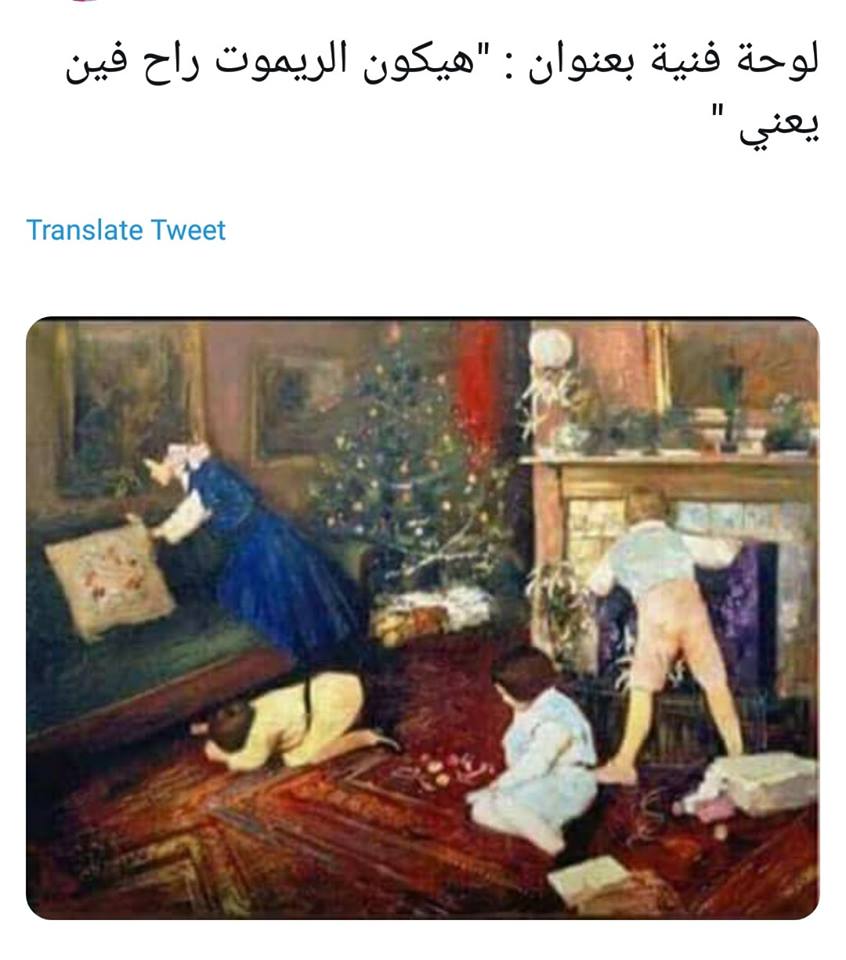 لوحة فنية بعنوان : "هيكون الريموت راح فين
يعني "
Translate Tweet